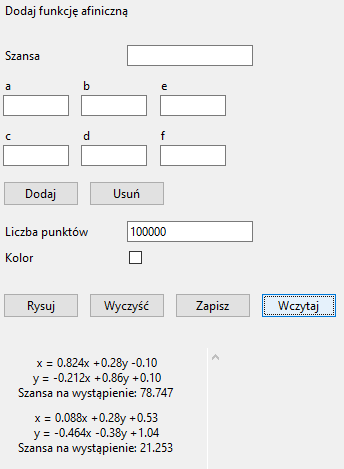 Dodaj funkcję afiniczną
Szansa
a b e
c d f
Dodaj Usuń
Liczba punktów 100000
Kolor
Rysuj Wyczyść Zapisz Wczytaj
x = 0.824x +0.28y -0.10
y = -0.212x +0.86y +0.10
Szansa na wystąpienie: 78.747
x = 0.088x +0.28y +0.53
y = -0.464x -0.38y +1.04
Szansa na wystąpienie: 21.253